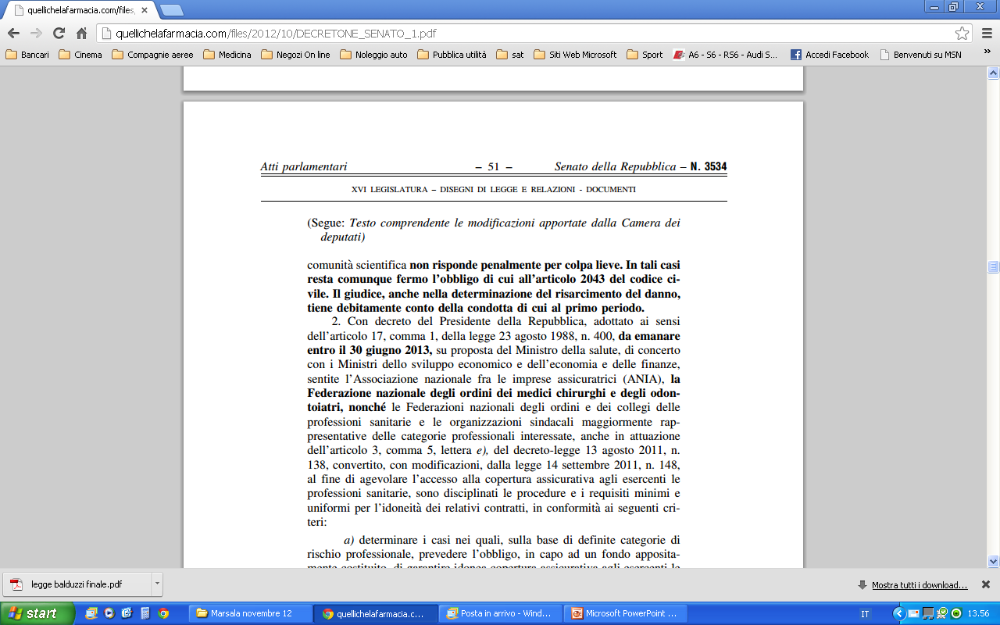 quellichelafarmacia.com/files,
quellichelafarmacia.com/files/2012/10/DECRETONE_SENATO_1.pdf
Bancari Cinema Compagnie aeree Medicina Negozi On line Noleggio auto Pubblica utilità sat Siti Web Microsoft Sport A6 - S6 - RS6 - Audi S... Accedi Facebook Benvenuti su MSN »
Atti parlamentari – 51 – Senato della Repubblica – N. 3534
XVI LEGISLATURA – DISEGNI DI LEGGE E RELAZIONI - DOCUMENTI
(Segue: Testo comprendente le modificazioni apportate dalla Camera dei
deputati)
comunità scientifica non risponde penalmente per colpa lieve. In tali casi
resta comunque fermo l'obbligo di cui all'articolo 2043 del codice ci-
vile. Il giudice, anche nella determinazione del risarcimento del danno,
tiene debitamente conto della condotta di cui al primo periodo.
2. Con decreto del Presidente della Repubblica, adottato ai sensi
dell'articolo 17, comma 1, della legge 23 agosto 1988, n. 400, da emanare
entro il 30 giugno 2013, su proposta del Ministro della salute, di concerto
con i Ministri dello sviluppo economico e dell'economia e delle finanze,
sentite l'Associazione nazionale fra le imprese assicuratrici (ANIA), la
Federazione nazionale degli ordini dei medici chirurghi e degli odon-
toiatri, nonché le Federazioni nazionali degli ordini e dei collegi delle
professioni sanitarie e le organizzazioni sindacali maggiormente rap-
presentative delle categorie professionali interessate, anche in attuazione
dell'articolo 3, comma 5, lettera e), del decreto-legge 13 agosto 2011, n.
138, convertito, con modificazioni, dalla legge 14 settembre 2011, n. 148,
al fine di agevolare l'accesso alla copertura assicurativa agli esercenti le
professioni sanitarie, sono disciplinati le procedure e i requisiti minimi e
uniformi per l'idoneità dei relativi contratti, in conformità ai seguenti cri-
teri:
a) determinare i casi nei quali, sulla base di definite categorie di
rischio professionale, prevedere l'obbligo, in capo ad un fondo apposita-
mente costituito, di garantire idonea copertura assicurativa agli esercenti le
legge balduzzi finale.pdf Mostra tutti i download...
start Marsala novembre 12 quellichelafarmacia.c... Posta in arrivo - Wind... Microsoft PowerPoint ... IT 13.56